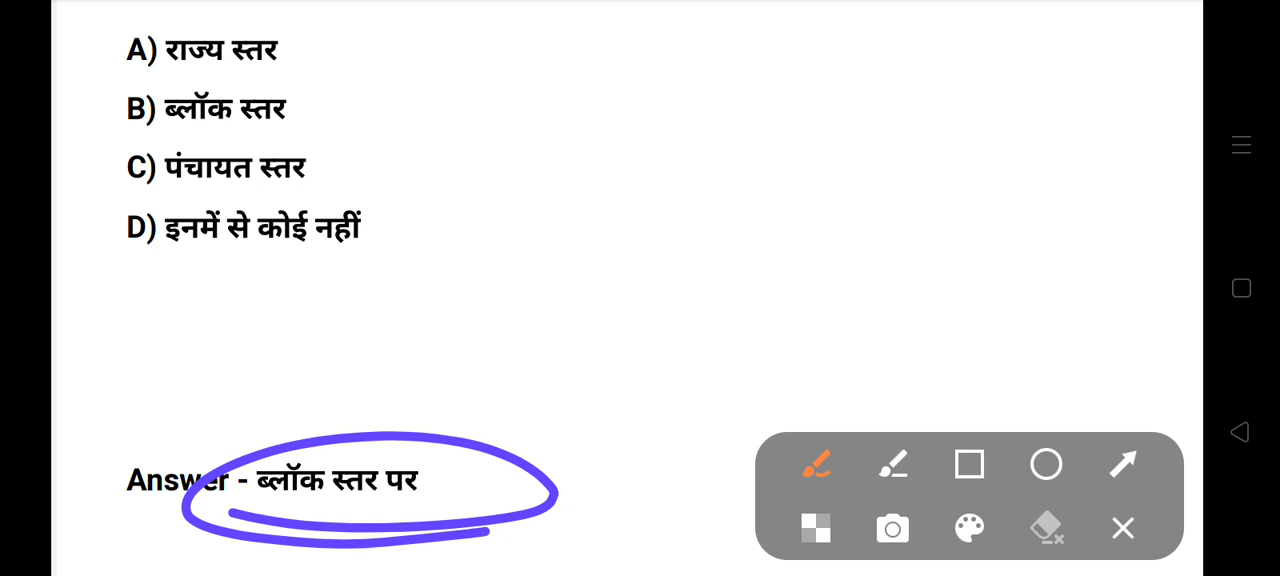 A) राज्य स्तर
B) ब्लॉक स्तर
C) पंचायत स्तर
D) इनमें से कोई नहीं
Answer - ब्लॉक स्तर पर